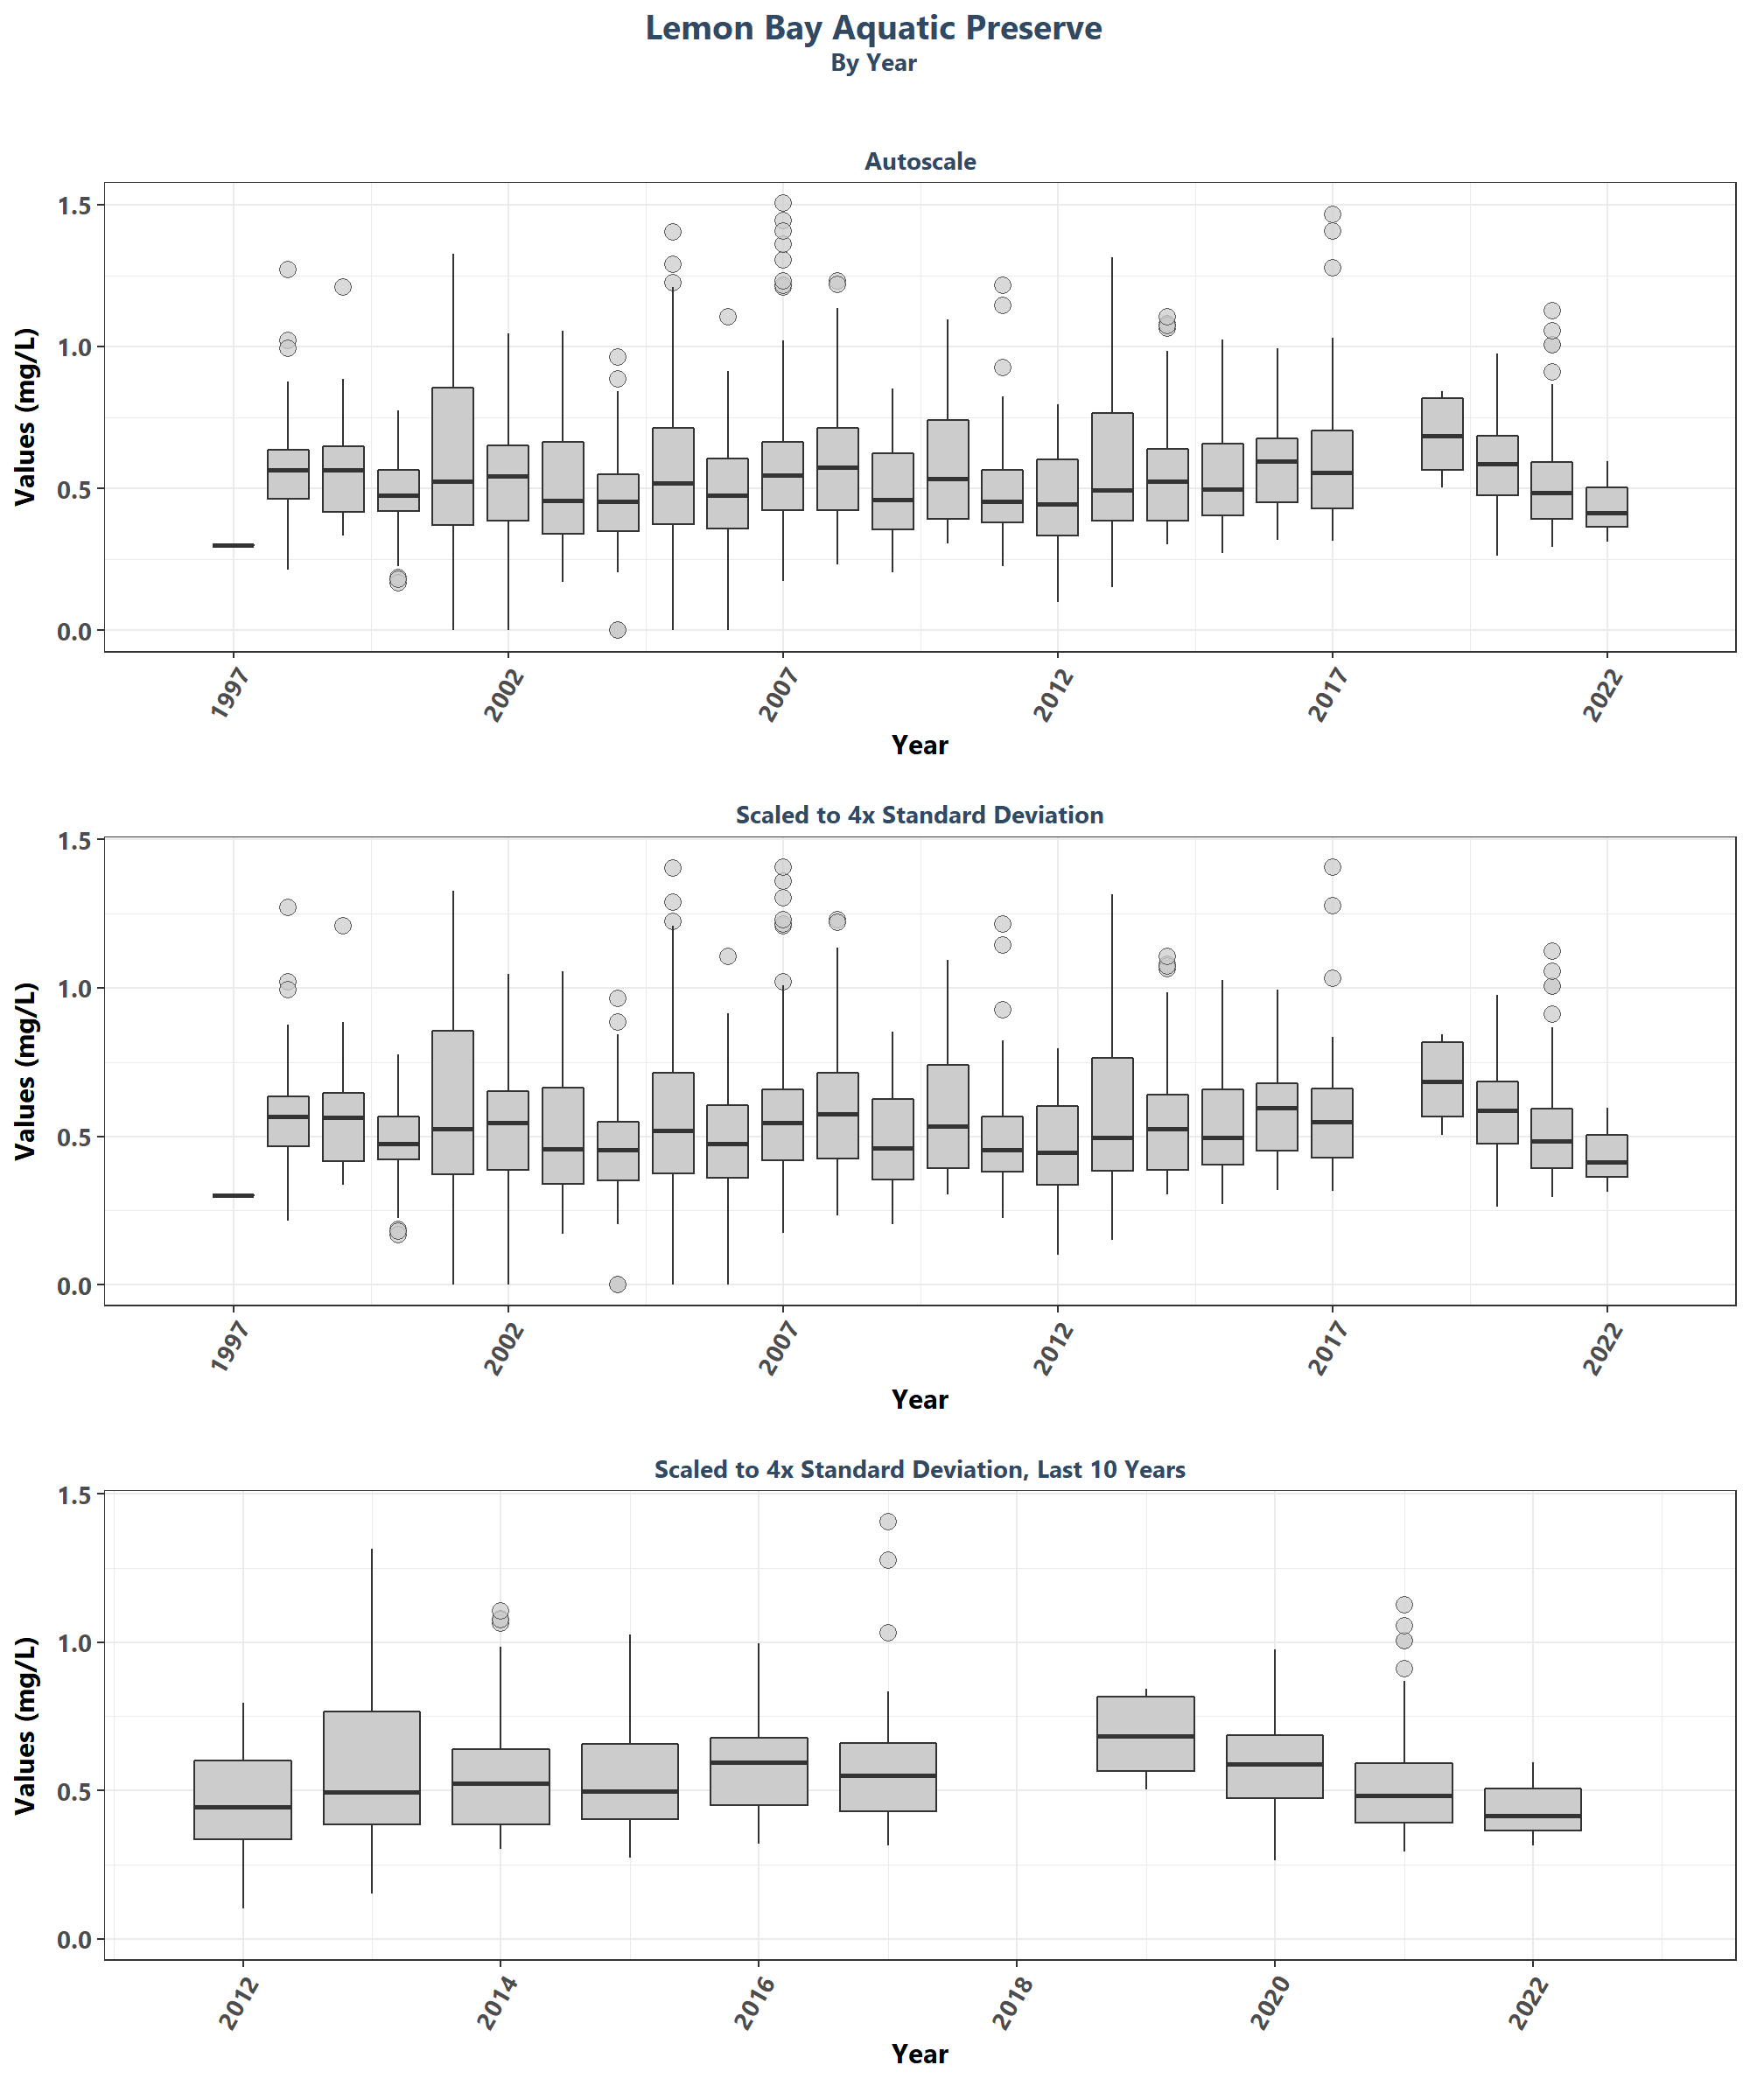 Lemon Bay Aquatic Preserve
By Year
Autoscale
Values (mg/L)
1.5
1.0
0.5
0.0
1997 2002 2007 2012 2017 2022
Year
Scaled to 4x Standard Deviation
Values (mg/L)
1.5
1.0
0.5
0.0
1997 2002 2007 2012 2017 2022
Year
Scaled to 4x Standard Deviation, Last 10 Years
Values (mg/L)
1.5
1.0
0.5
0.0
2012 2014 2016 2018 2020 2022
Year